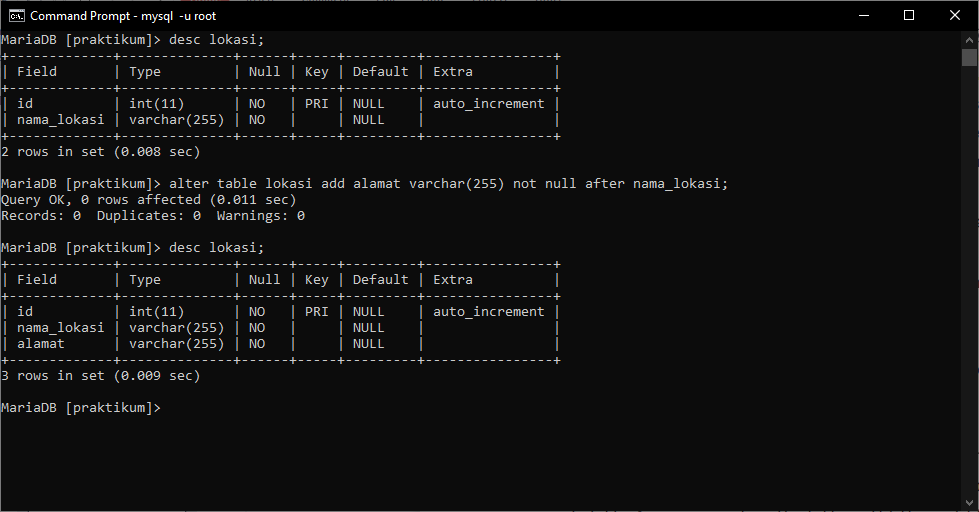 Command Prompt - mysql -u root
MariaDB [praktikum]> desc lokasi;
+-------------+--------------+------+-----+---------+----------------+
| Field       | Type         | Null | Key | Default | Extra          |
+-------------+--------------+------+-----+---------+----------------+
| id          | int(11)      | NO   | PRI | NULL    | auto_increment |
| nama_lokasi | varchar(255) | NO   |     | NULL    |                |
+-------------+--------------+------+-----+---------+----------------+
2 rows in set (0.008 sec)
MariaDB [praktikum]> alter table lokasi add alamat varchar(255) not null after nama_lokasi;
Query OK, 0 rows affected (0.011 sec)
Records: 0  Duplicates: 0  Warnings: 0
MariaDB [praktikum]> desc lokasi;
+-------------+--------------+------+-----+---------+----------------+
| Field       | Type         | Null | Key | Default | Extra          |
+-------------+--------------+------+-----+---------+----------------+
| id          | int(11)      | NO   | PRI | NULL    | auto_increment |
| nama_lokasi | varchar(255) | NO   |     | NULL    |                |
| alamat      | varchar(255) | NO   |     | NULL    |                |
+-------------+--------------+------+-----+---------+----------------+
3 rows in set (0.009 sec)
MariaDB [praktikum]>